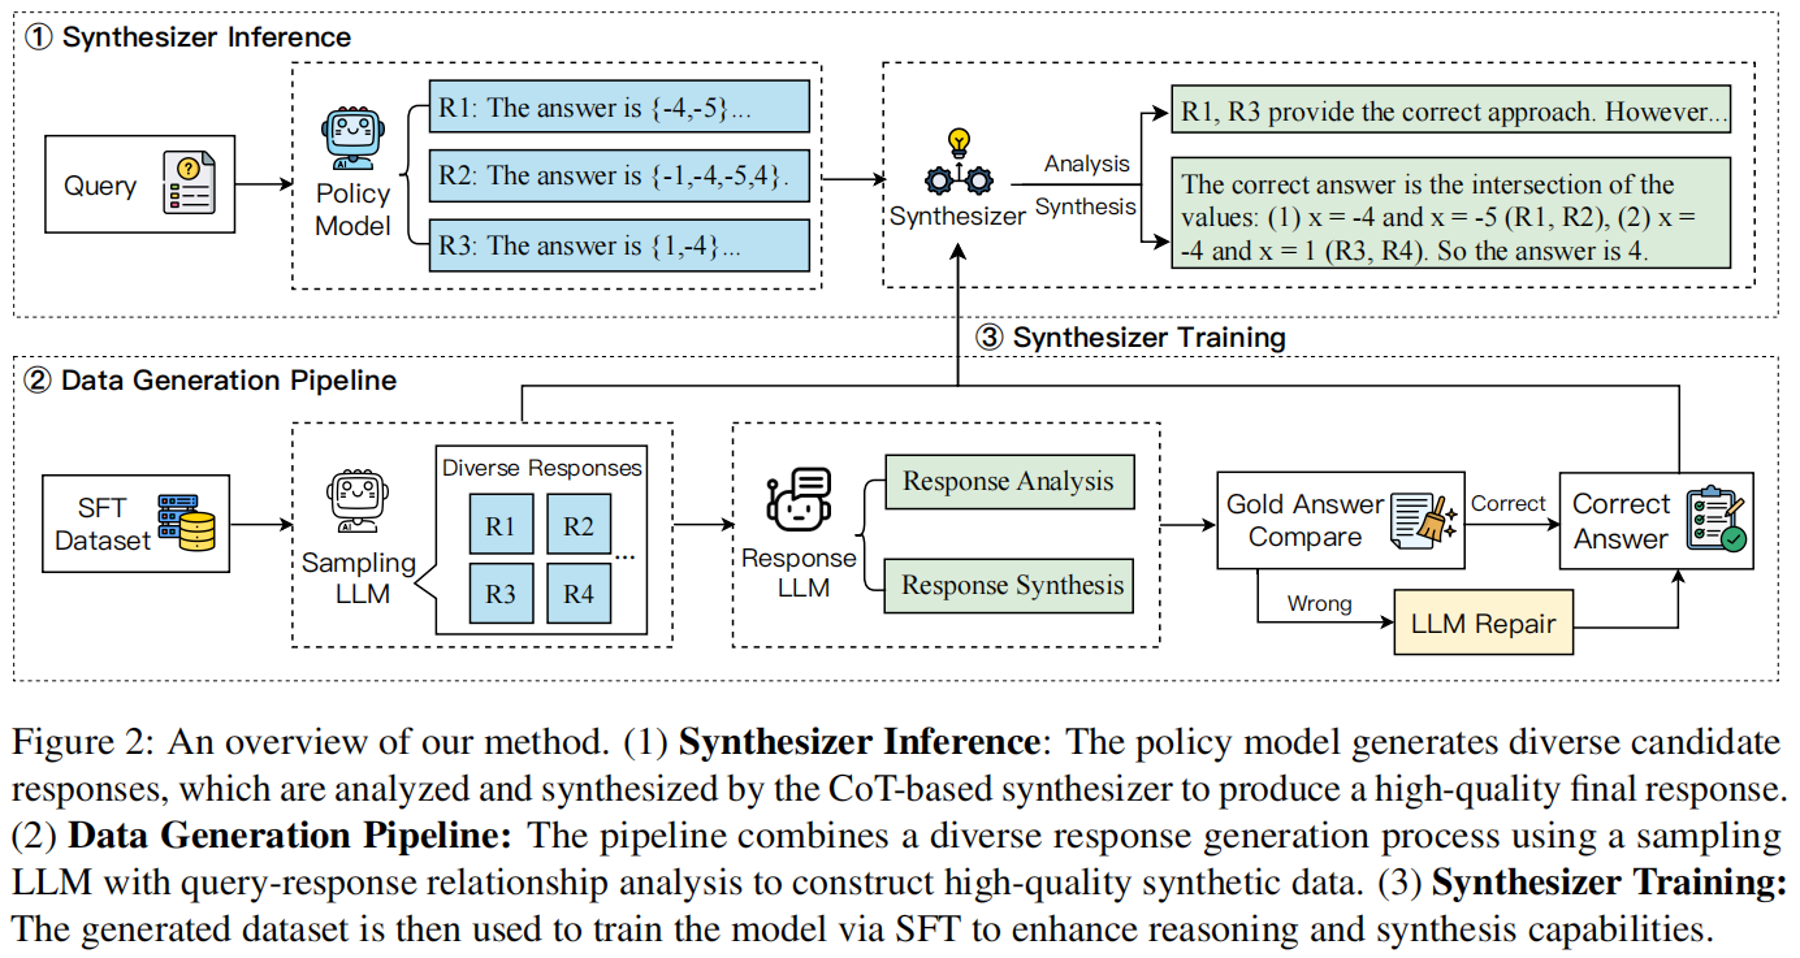 ① Synthesizer Inference
Query
Policy
Model
AI
R1: The answer is {-4,-5}...
R2: The answer is {-1,-4,-5,4}.
R3: The answer is {1,-4}...
Synthesizer
Analysis
Synthesis
R1, R3 provide the correct approach. However...
The correct answer is the intersection of the
values: (1) x = -4 and x = -5 (R1, R2), (2) x =
-4 and x = 1 (R3, R4). So the answer is 4.
③ Synthesizer Training
② Data Generation Pipeline
SFT
Dataset
AI
Sampling
LLM
Diverse Responses
R1 R2
...
R3 R4
Response
LLM
Response Analysis
Response Synthesis
Gold Answer
Compare
Correct
Correct
Answer
Wrong
LLM Repair
Figure 2: An overview of our method. (1) Synthesizer Inference: The policy model generates diverse candidate
responses, which are analyzed and synthesized by the CoT-based synthesizer to produce a high-quality final response.
(2) Data Generation Pipeline: The pipeline combines a diverse response generation process using a sampling
LLM with query-response relationship analysis to construct high-quality synthetic data. (3) Synthesizer Training:
The generated dataset is then used to train the model via SFT to enhance reasoning and synthesis capabilities.